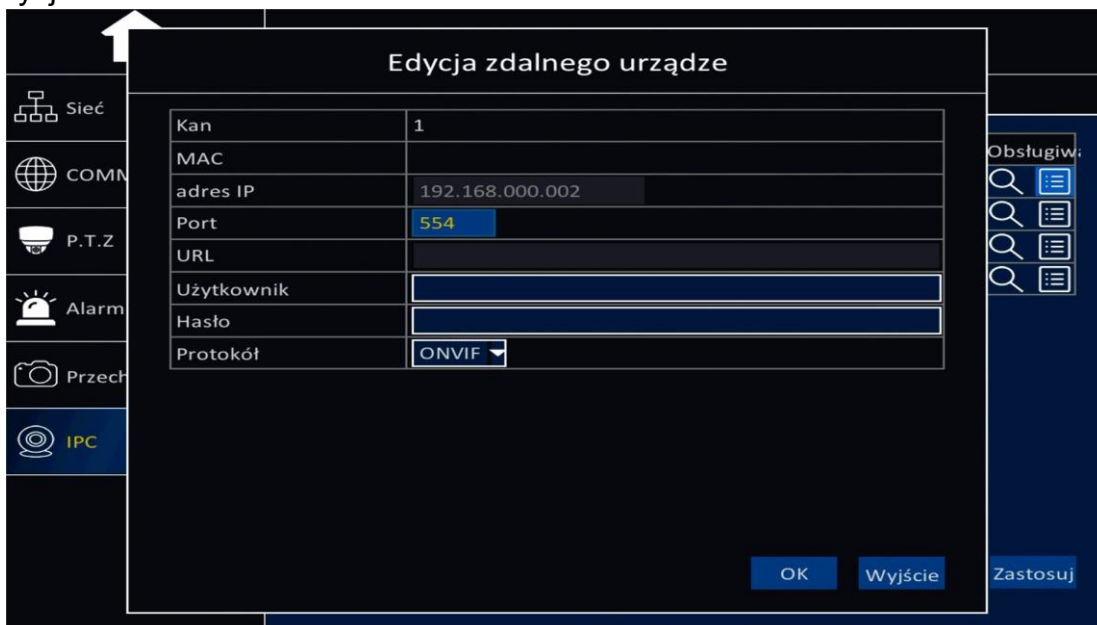 Edycja zdalnego urządze
Sieć
COMM
P.T.Z
Alarm
Przech
IPC
Kan 1
MAC
adres IP 192.168.000.002
Port 554
URL
Użytkownik
Hasło
Protokół ONVIF
Obsługiwa
OK Wyjście Zastosuj